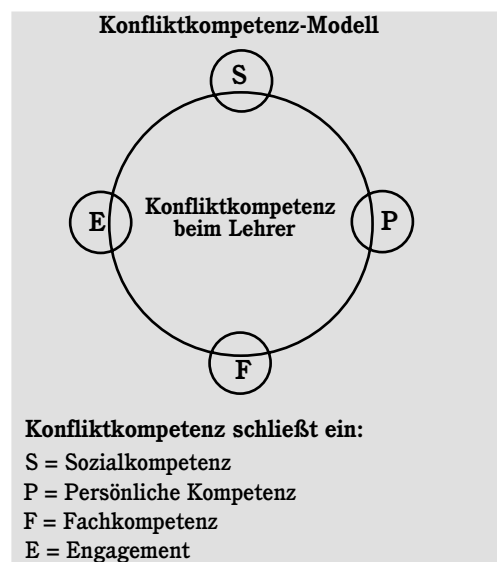 Konfliktkompetenz-Modell
S
E
Konfliktkompetenz
beim Lehrer
P
F
Konfliktkompetenz schließt ein:
S = Sozialkompetenz
P = Persönliche Kompetenz
F = Fachkompetenz
E = Engagement